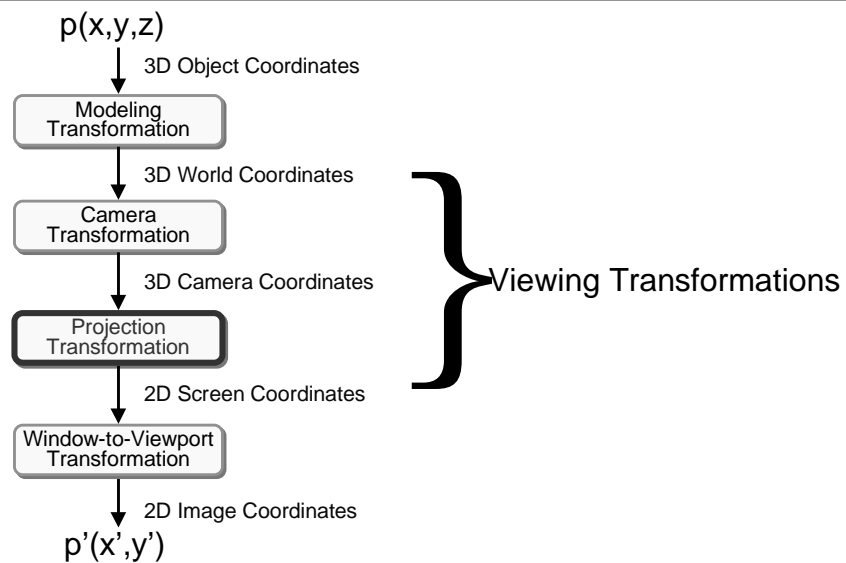 p(x,y,z)
3D Object Coordinates
Modeling
Transformation
3D World Coordinates
Camera
Transformation
3D Camera Coordinates
Viewing Transformations
Projection
Transformation
2D Screen Coordinates
Window-to-Viewport
Transformation
2D Image Coordinates
p’(x’,y’)